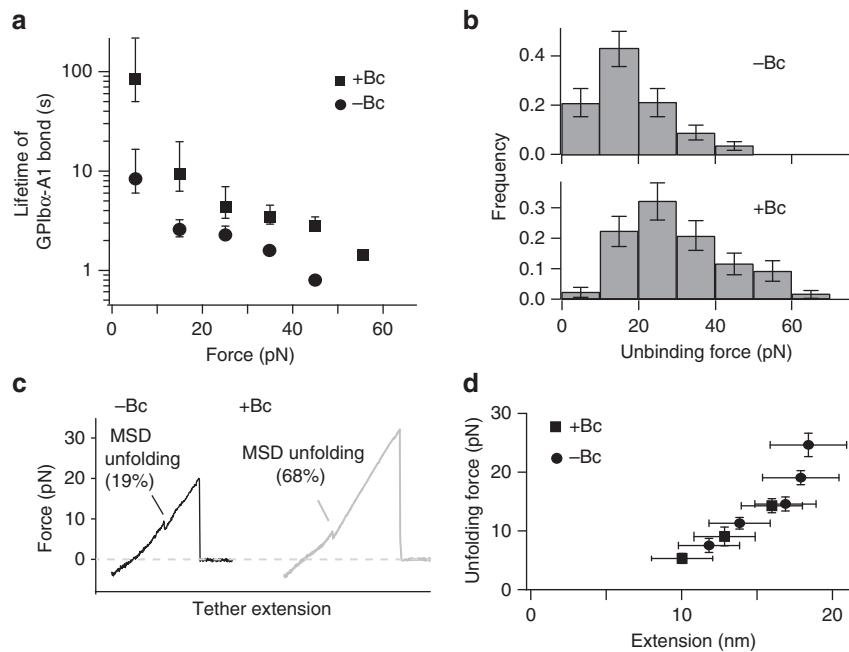 a
Lifetime of
GPIbα-A1 bond (s)
100
10
1
+Bc
–Bc
0 20 40 60
Force (pN)
b
Frequency
0.4
0.2
0.0
–Bc
0.3
0.2
0.1
0.0
+Bc
0 20 40 60
Unbinding force (pN)
c
–Bc +Bc
MSD
unfolding
(19%)
MSD unfolding
(68%)
Force (pN)
30
20
10
0
Tether extension
d
Unfolding force (pN)
30
20
10
0
+Bc
–Bc
0 10 20
Extension (nm)